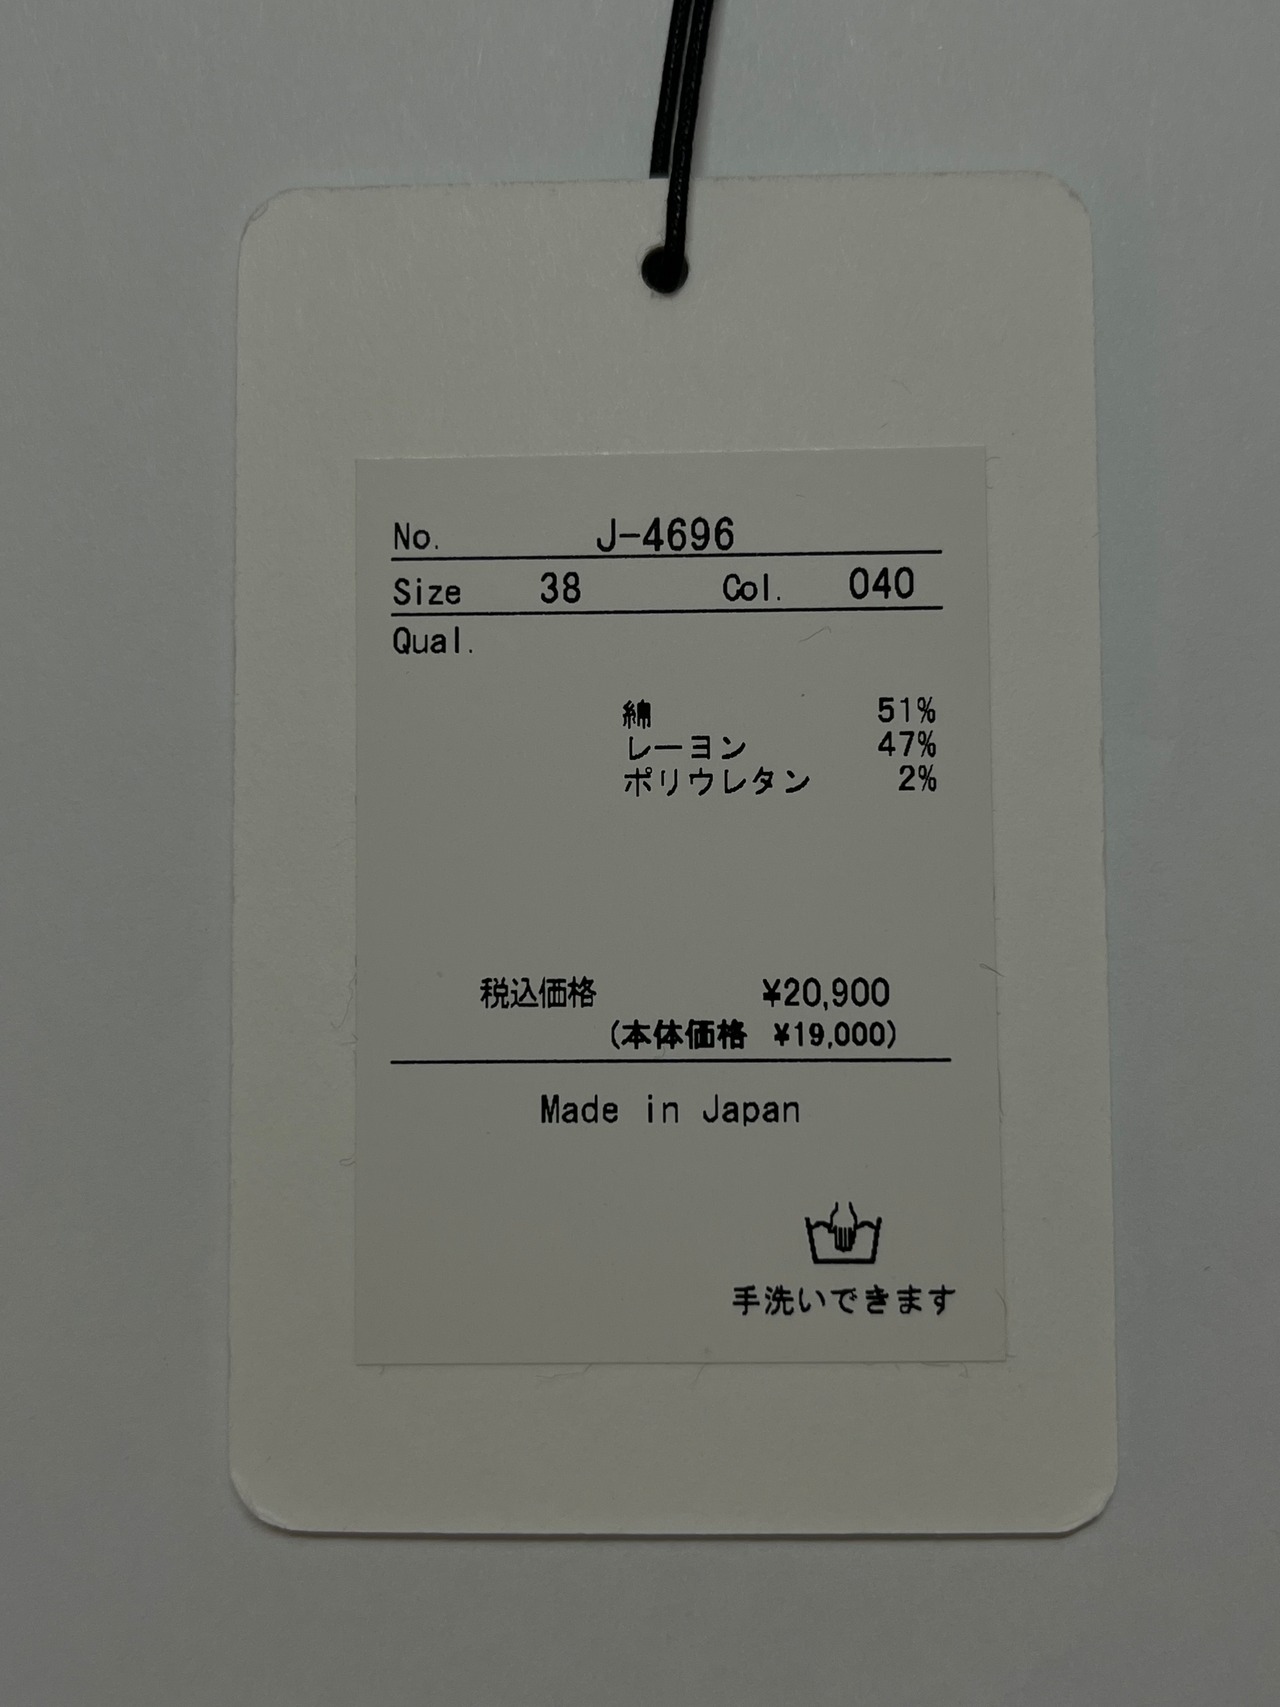 No. J-4696
Size 38 Col. 040
Qual.
綿 51%
レーヨン 47%
ポリウレタン 2%
税込価格 ¥20,900
(本体価格 ¥19,000)
Made in Japan
手洗いできます